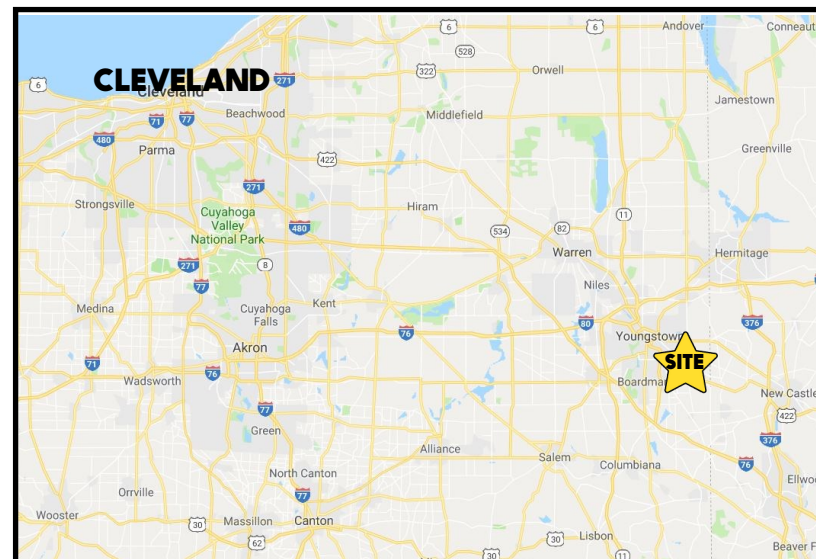 6
Andover
Conneaut
528
CLEVELAND
Cleveland
271
6
322
Orwell
6
Jamestown
71
77
Beachwood
Middlefield
480
Parma
422
Greenville
271
Strongsville
Cuyahoga
Valley
National Park
480
Hiram
534
82
11
Warren
Hermitage
271
8
77
Niles
Medina
Cuyahoga
Falls
Kent
76
80
376
Youngstown
Akron
SITE
71
76
Wadsworth
Boardman
New Castle
77
422
Green
376
Alliance
Salem
Columbiana
76
North Canton
77
Orrville
Wooster
30
Massillon
Canton
62
30
30
11
Lisbon